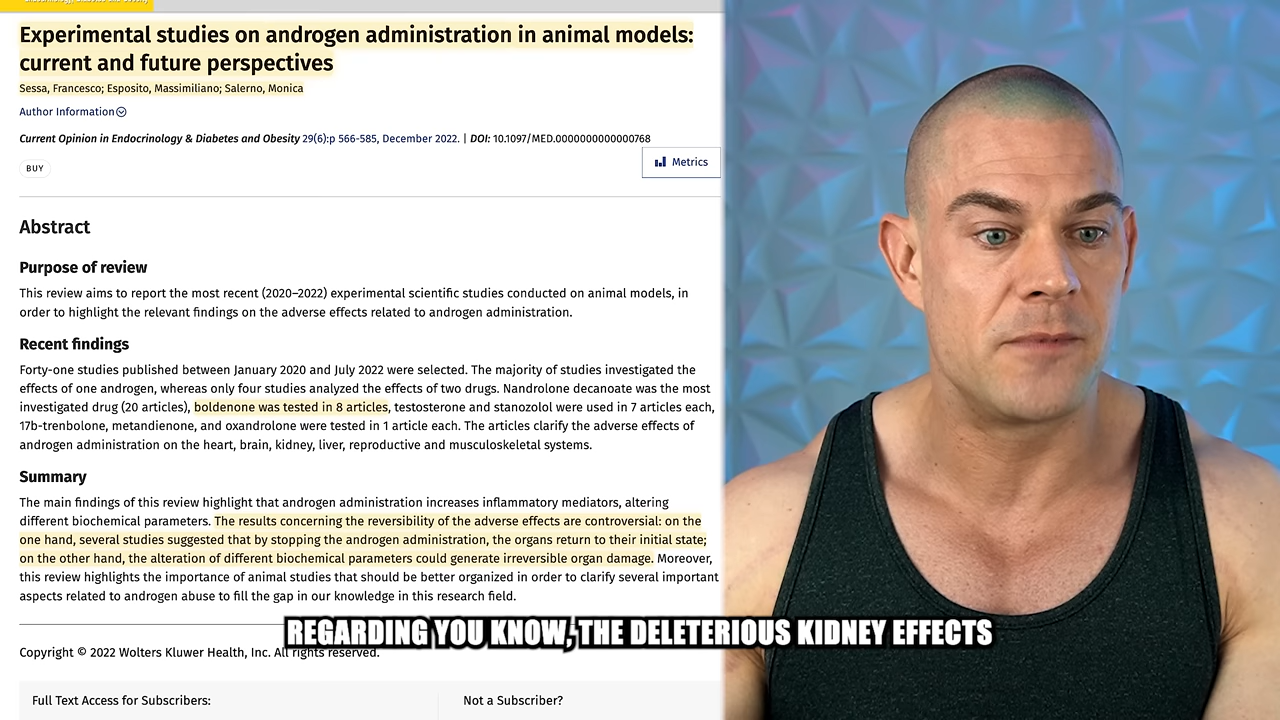 Experimental studies on androgen administration in animal models:
current and future perspectives
Sessa, Francesco; Esposito, Massimiliano; Salerno, Monica
Author Information
Current Opinion in Endocrinology & Diabetes and Obesity 29(6):p 566-585, December 2022. | DOI: 10.1097/MED.0000000000000768
BUY
Metrics
Abstract
Purpose of review
This review aims to report the most recent (2020–2022) experimental scientific studies conducted on animal models, in
order to highlight the relevant findings on the adverse effects related to androgen administration.
Recent findings
Forty-one studies published between January 2020 and July 2022 were selected. The majority of studies investigated the
effects of one androgen, whereas only four studies analyzed the effects of two drugs. Nandrolone decanoate was the most
investigated drug (20 articles), boldenone was tested in 8 articles, testosterone and stanozolol were used in 7 articles each,
17b-trenbolone, metandienone, and oxandrolone were tested in 1 article each. The articles clarify the adverse effects of
androgen administration on the heart, brain, kidney, liver, reproductive and musculoskeletal systems.
Summary
The main findings of this review highlight that androgen administration increases inflammatory mediators, altering
different biochemical parameters. The results concerning the reversibility of the adverse effects are controversial: on the
one hand, several studies suggested that by stopping the androgen administration, the organs return to their initial state;
on the other hand, the alteration of different biochemical parameters could generate irreversible organ damage. Moreover,
this review highlights the importance of animal studies that should be better organized in order to clarify several important
aspects related to androgen abuse to fill the gap in our knowledge in this research field.
REGARDING YOU KNOW, THE DELETERIOUS KIDNEY EFFECTS
Copyright © 2022 Wolters Kluwer Health, Inc. All rights reserved.
Full Text Access for Subscribers:
Not a Subscriber?